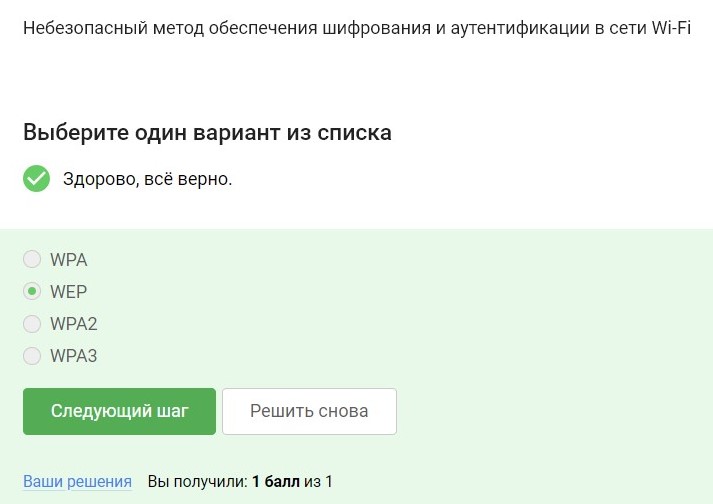 Небезопасный метод обеспечения шифрования и аутентификации в сети Wi-Fi
Выберите один вариант из списка
Здорово, всё верно.
WPA
WEP
WPA2
WPA3
Следующий шаг
Решить снова
Ваши решения Вы получили: 1 балл из 1